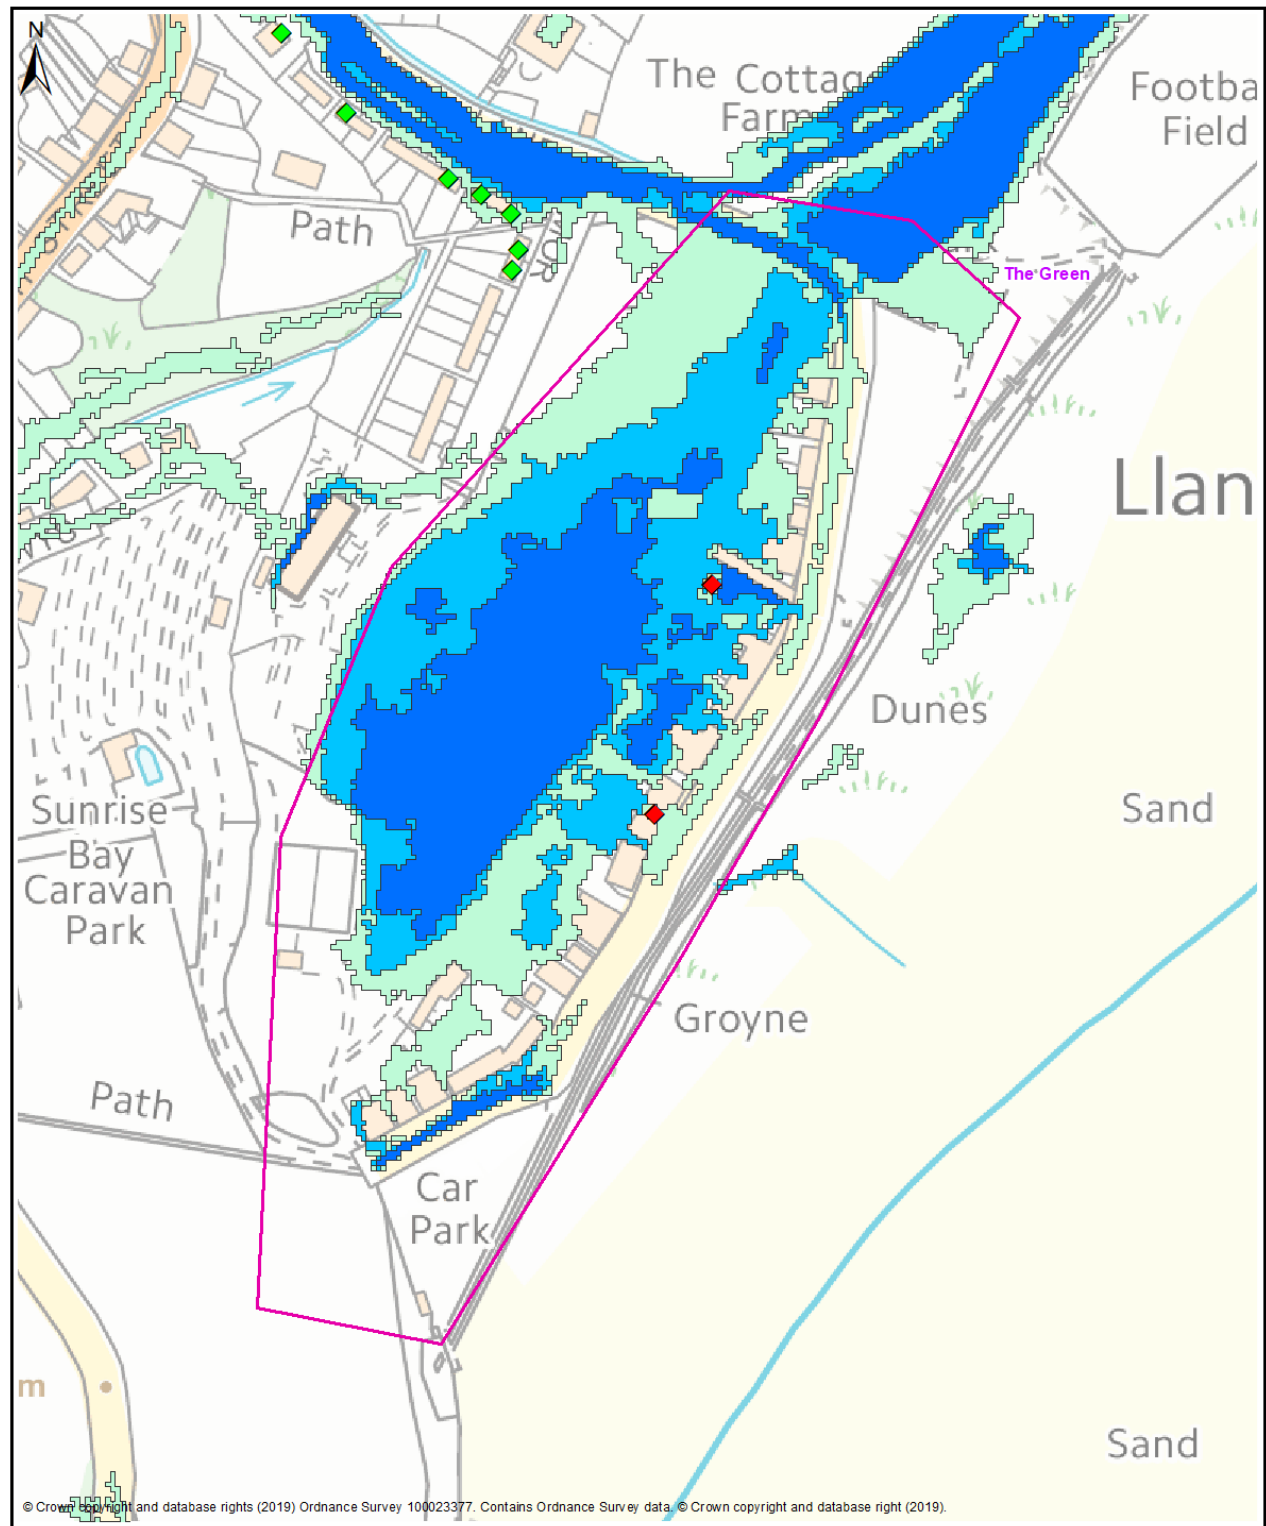 N
The Cottag
Farm
Footba
Field
Path
The Green
Llan
Dunes
Sunrise
Bay
Caravan
Park
Sand
Groyne
Path
Car
Park
m
Sand
© Crown copyright and database rights (2019) Ordnance Survey 100023377. Contains Ordnance Survey data. © Crown copyright and database right (2019).